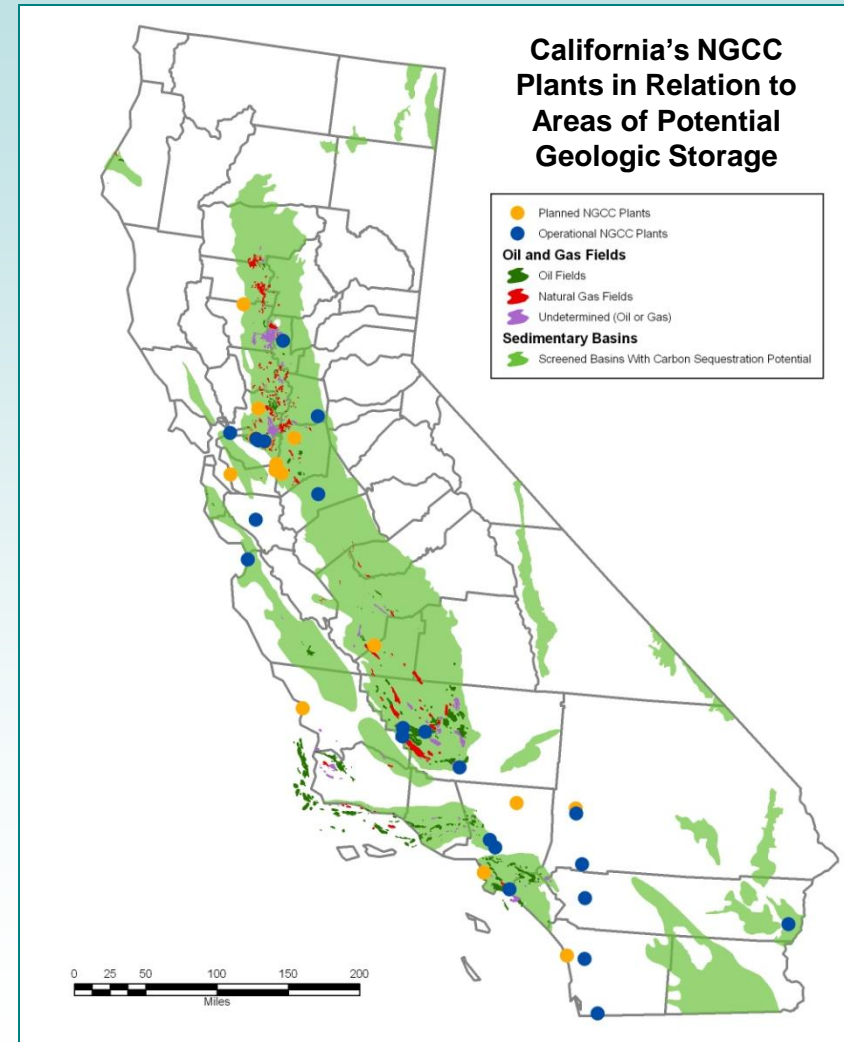 California’s NGCC
Plants in Relation to
Areas of Potential
Geologic Storage
Planned NGCC Plants
Operational NGCC Plants
Oil and Gas Fields
Oil Fields
Natural Gas Fields
Undetermined (Oil or Gas)
Sedimentary Basins
Screened Basins With Carbon Sequestration Potential
0 25 50 100 150 200
Miles